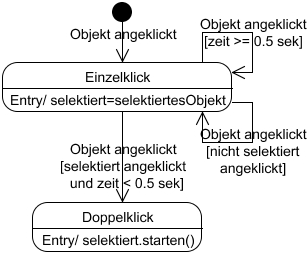 Objekt angeklickt
Objekt angeklickt
[zeit >= 0.5 sek]
Einzelklick
Entry/ selektiert=selektiertesObjekt
Objekt angeklickt
[nicht selektiert
angeklickt]
Objekt angeklickt
[selektiert angeklickt
und zeit < 0.5 sek]
Doppelklick
Entry/ selektiert.starten()